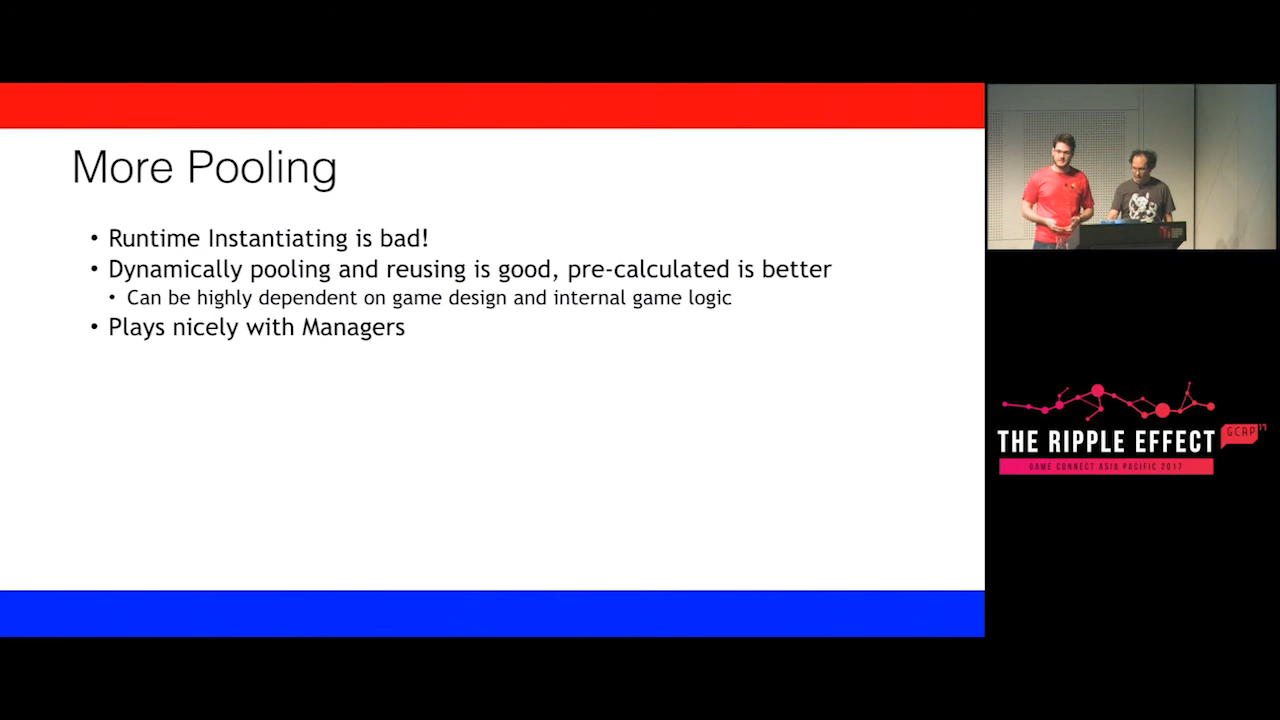 More Pooling
• Runtime Instantiating is bad!
• Dynamically pooling and reusing is good, pre-calculated is better
• Can be highly dependent on game design and internal game logic
• Plays nicely with Managers
THE RIPPLE EFFECT
GCAP 17
GAME CONNECT ASIA PACIFIC 2017